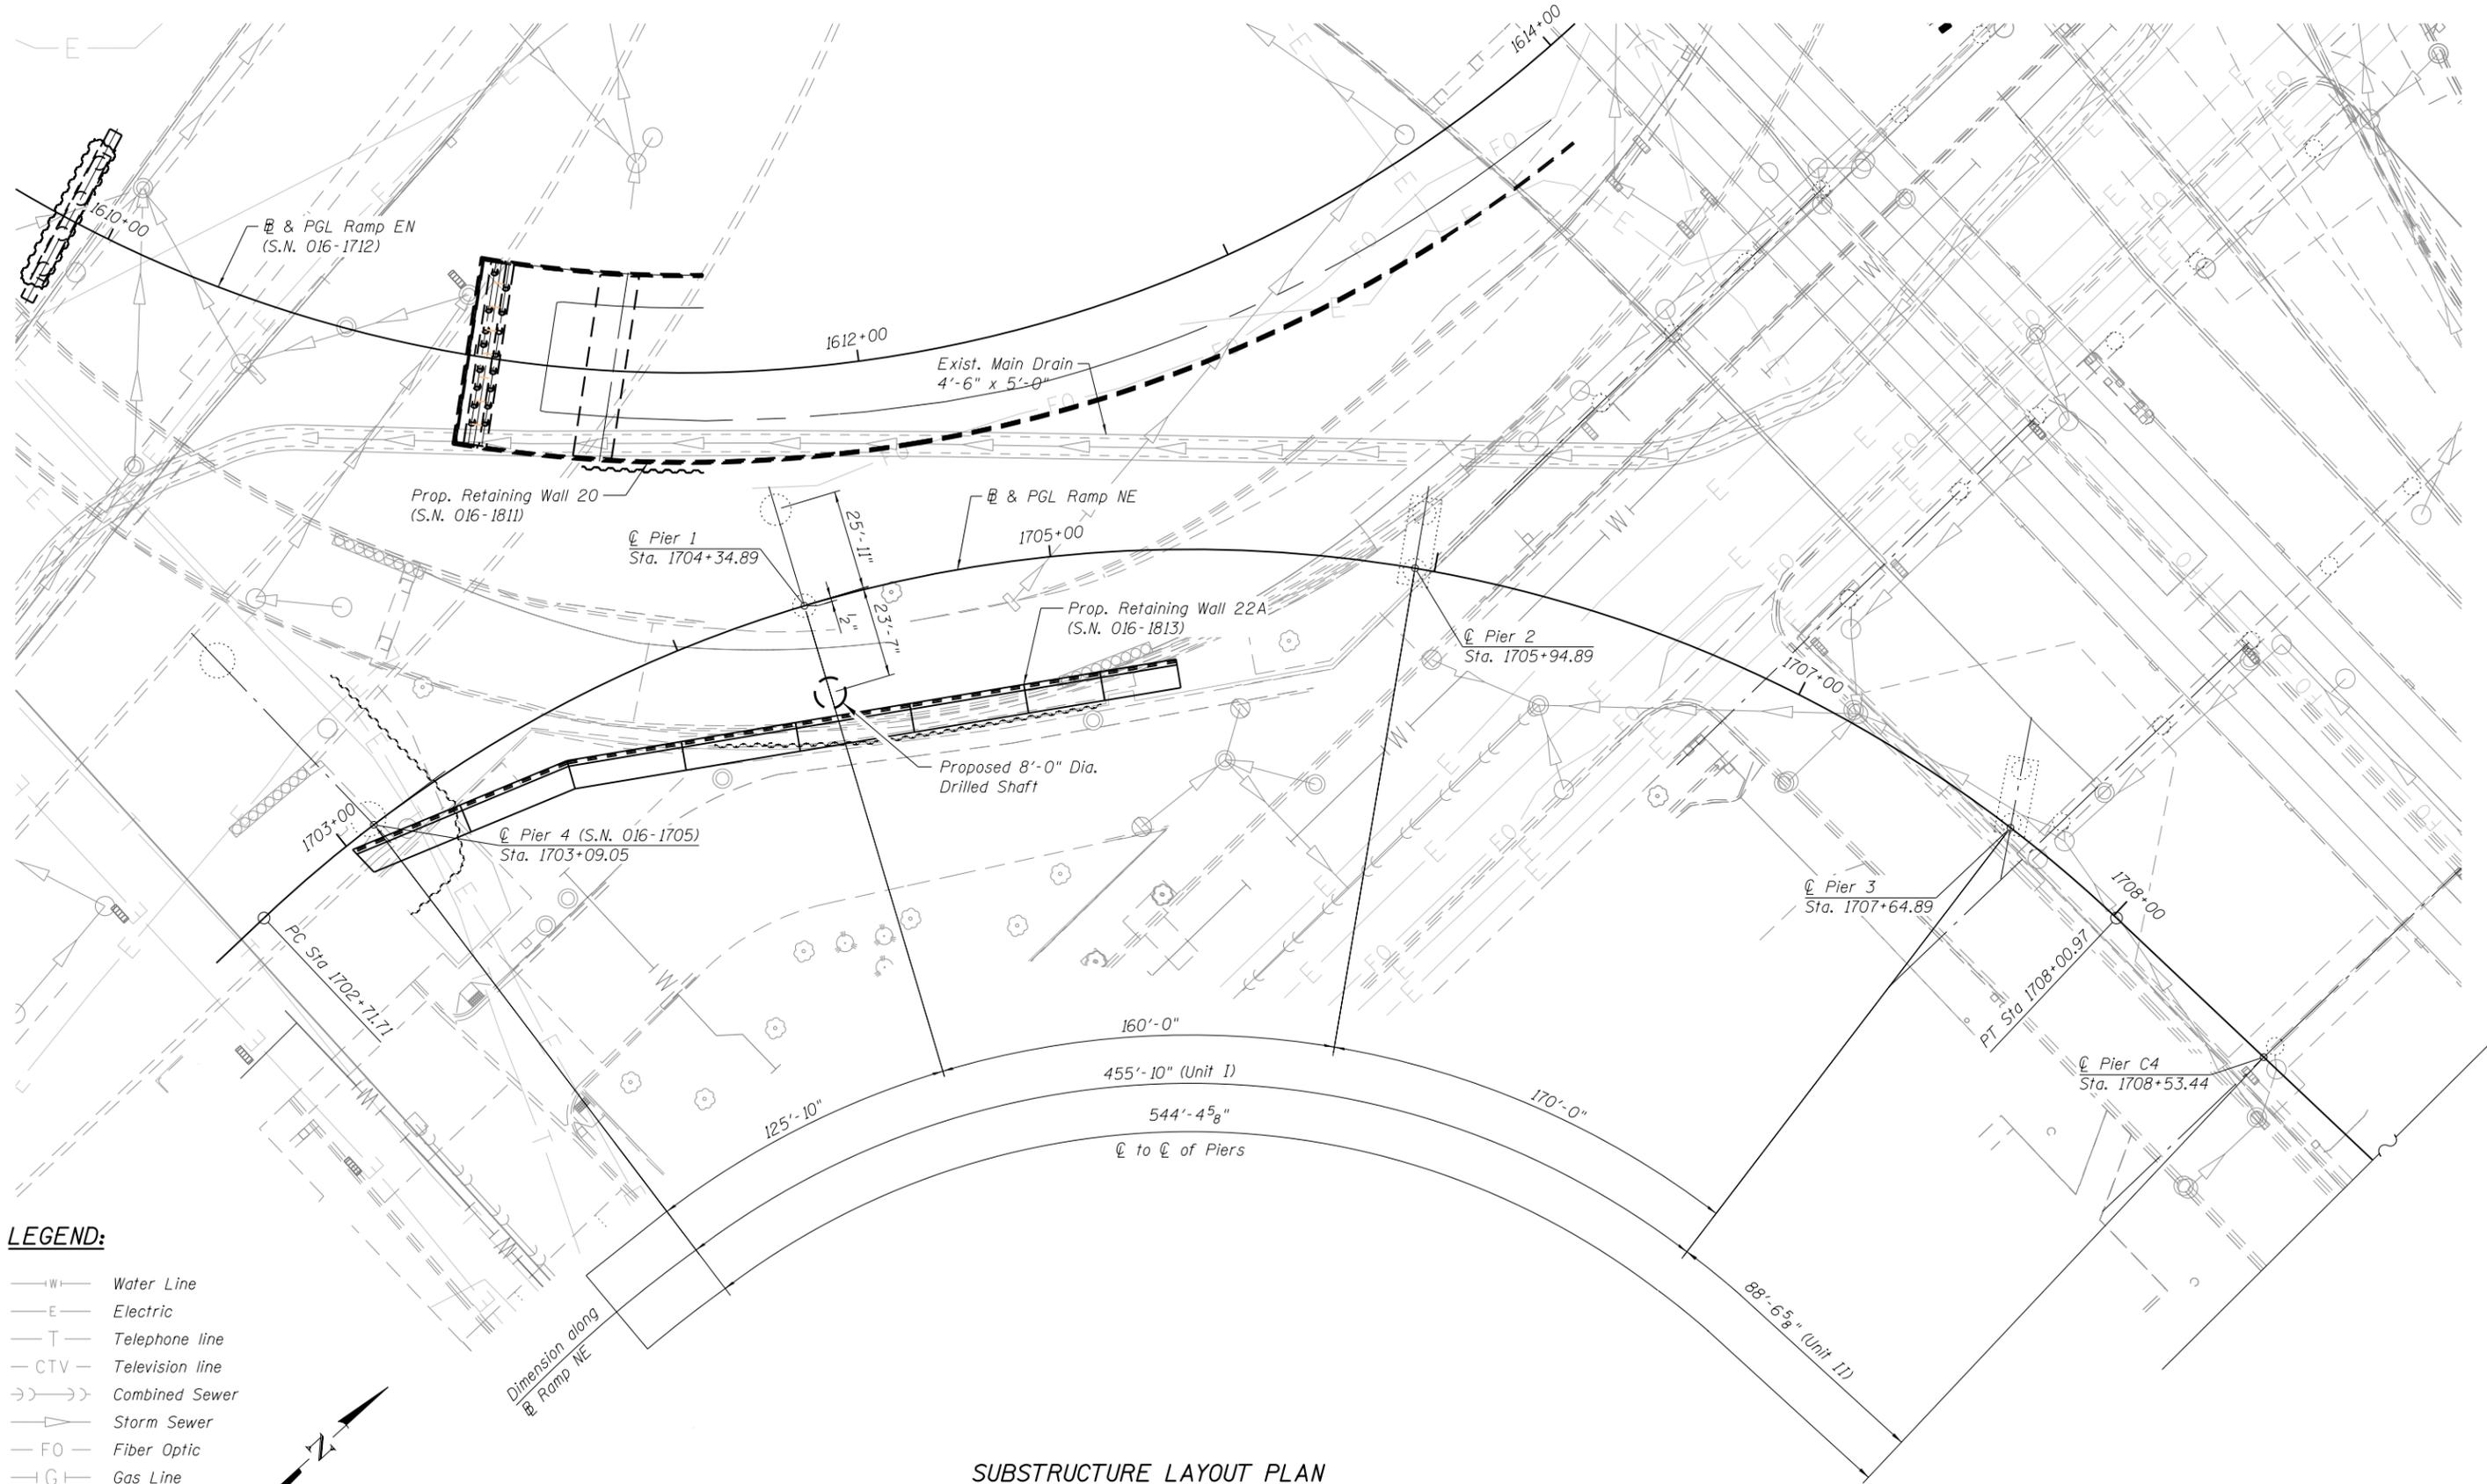 1614+00
1610+00
℄ & PGL Ramp EN
(S.N. 016-1712)
1612+00
Exist. Main Drain
4'-6" x 5'-0"
Prop. Retaining Wall 20
(S.N. 016-1811)
℄ Pier 1
Sta. 1704+34.89
25'-11"
½"
23'-7"
1705+00
℄ & PGL Ramp NE
Prop. Retaining Wall 22A
(S.N. 016-1813)
℄ Pier 2
Sta. 1705+94.89
1707+00
Proposed 8'-0" Dia.
Drilled Shaft
1703+00
℄ Pier 4 (S.N. 016-1705)
Sta. 1703+09.05
PC Sta 1702+71.71
℄ Pier 3
Sta. 1707+64.89
1708+00
PT Sta 1708+00.97
℄ Pier C4
Sta. 1708+53.44
125'-10"
160'-0"
170'-0"
455'-10" (Unit I)
544'-4⅝"
℄ to ℄ of Piers
88'-6⅝" (Unit II)
Dimension along
℄ Ramp NE
LEGEND:
W Water Line
E Electric
T Telephone line
CTV Television line
Combined Sewer
Storm Sewer
FO Fiber Optic
G Gas Line
N
SUBSTRUCTURE LAYOUT PLAN